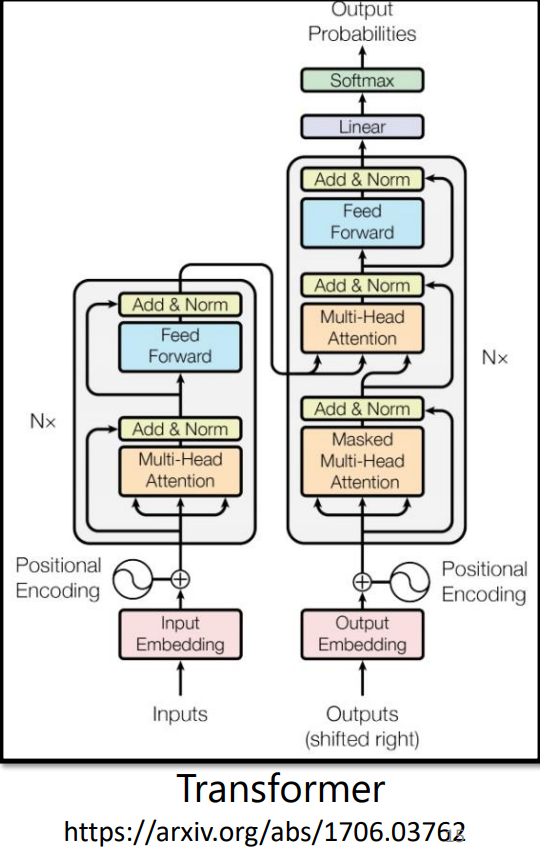 Output
Probabilities
Softmax
Linear
Add & Norm
Feed
Forward
Add & Norm
Multi-Head
Attention
Add & Norm
Masked
Multi-Head
Attention
N×
Add & Norm
Feed
Forward
Add & Norm
Multi-Head
Attention
N×
Positional
Encoding
Positional
Encoding
Input
Embedding
Output
Embedding
Inputs
Outputs
(shifted right)
Transformer
https://arxiv.org/abs/1706.03762